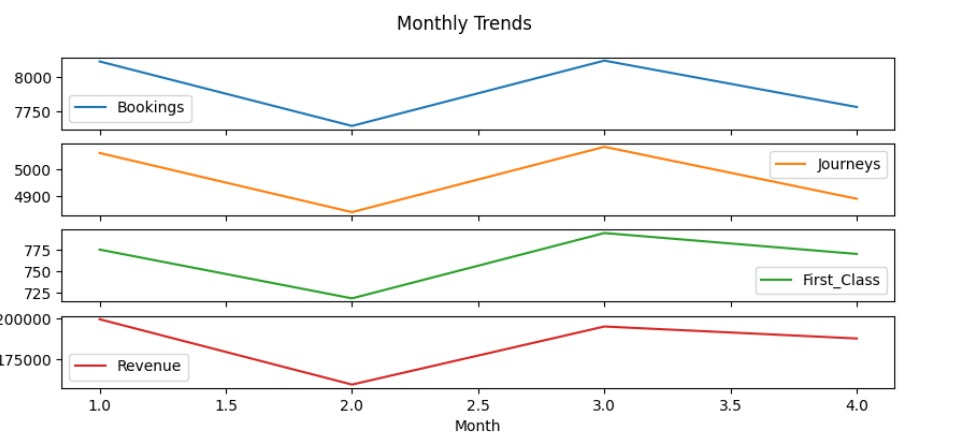 Monthly Trends
8000
7750
Bookings
5000
4900
Journeys
775
750
725
First_Class
200000
175000
Revenue
1.0 1.5 2.0 2.5 3.0 3.5 4.0
Month